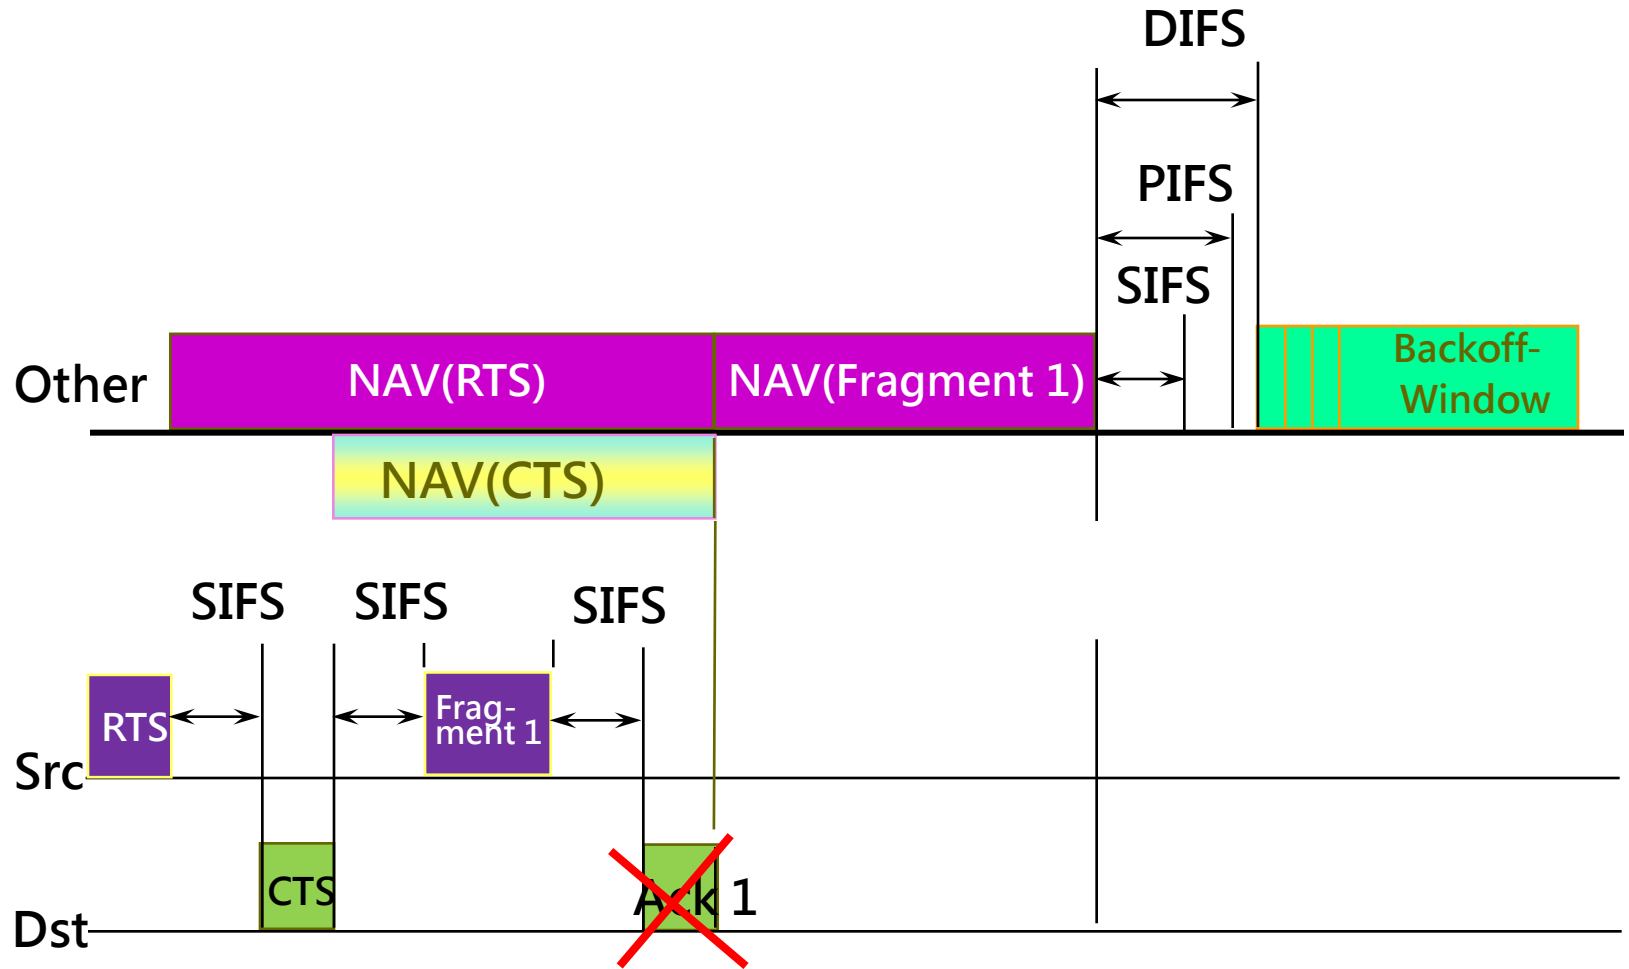 DIFS
PIFS
SIFS
Other
NAV(RTS)
NAV(Fragment 1)
Backoff-
Window
NAV(CTS)
SIFS
SIFS
SIFS
RTS
Frag-
ment 1
Src
CTS
Ack 1
Dst